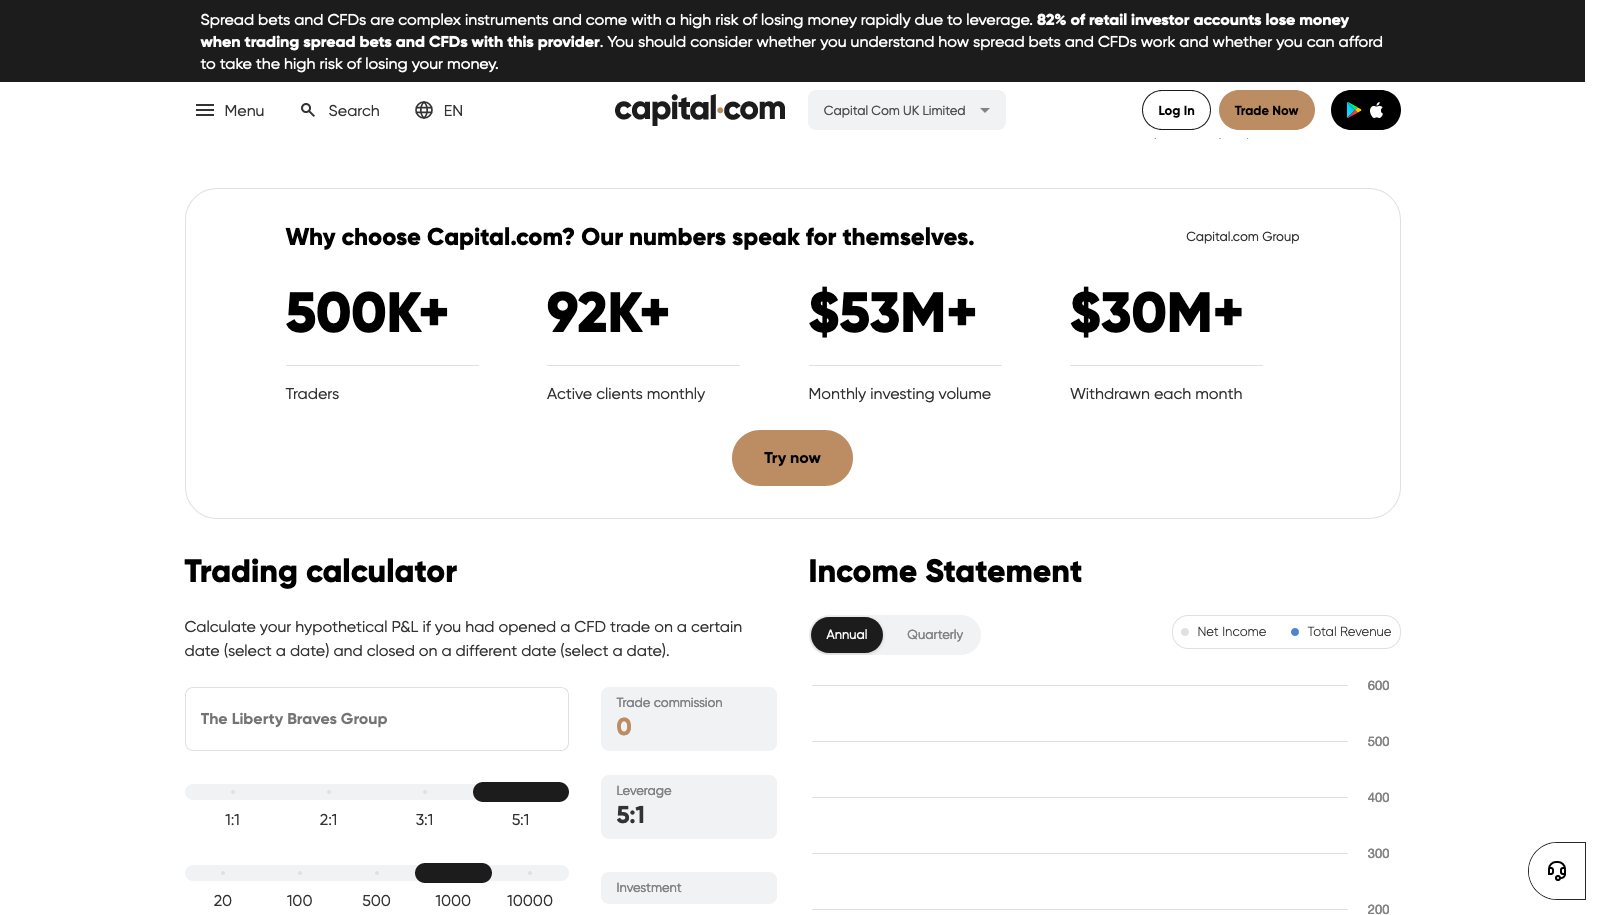 Spread bets and CFDs are complex instruments and come with a high risk of losing money rapidly due to leverage. 82% of retail investor accounts lose money
when trading spread bets and CFDs with this provider. You should consider whether you understand how spread bets and CFDs work and whether you can afford
to take the high risk of losing your money.
Menu Search EN capital.com Capital Com UK Limited Log In Trade Now
Why choose Capital.com? Our numbers speak for themselves. Capital.com Group
500K+ 92K+ $53M+ $30M+
Traders Active clients monthly Monthly investing volume Withdrawn each month
Try now
Trading calculator
Calculate your hypothetical P&L if you had opened a CFD trade on a certain
date (select a date) and closed on a different date (select a date).
The Liberty Braves Group
Trade commission
0
1:1 2:1 3:1 5:1
Leverage
5:1
20 100 500 1000 10000
Investment
Income Statement
Annual Quarterly Net Income Total Revenue
600
500
400
300
200